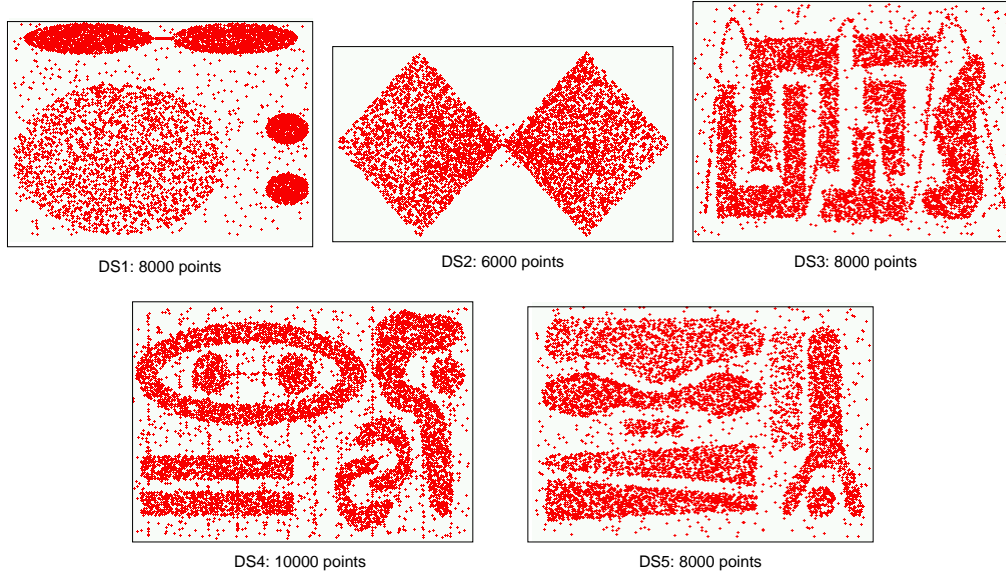 DS1: 8000 points
DS2: 6000 points
DS3: 8000 points
DS4: 10000 points
DS5: 8000 points